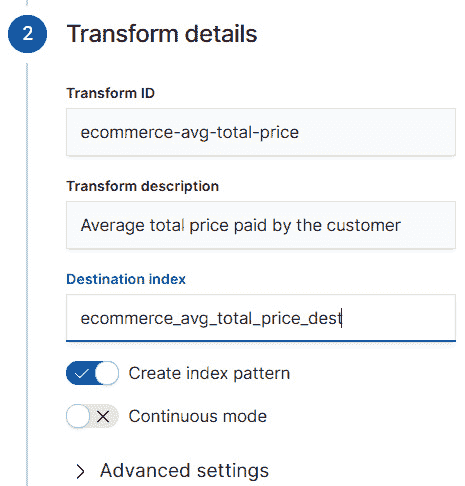 2 Transform details
Transform ID
ecommerce-avg-total-price
Transform description
Average total price paid by the customer
Destination index
ecommerce_avg_total_price_dest
Create index pattern
Continuous mode
Advanced settings